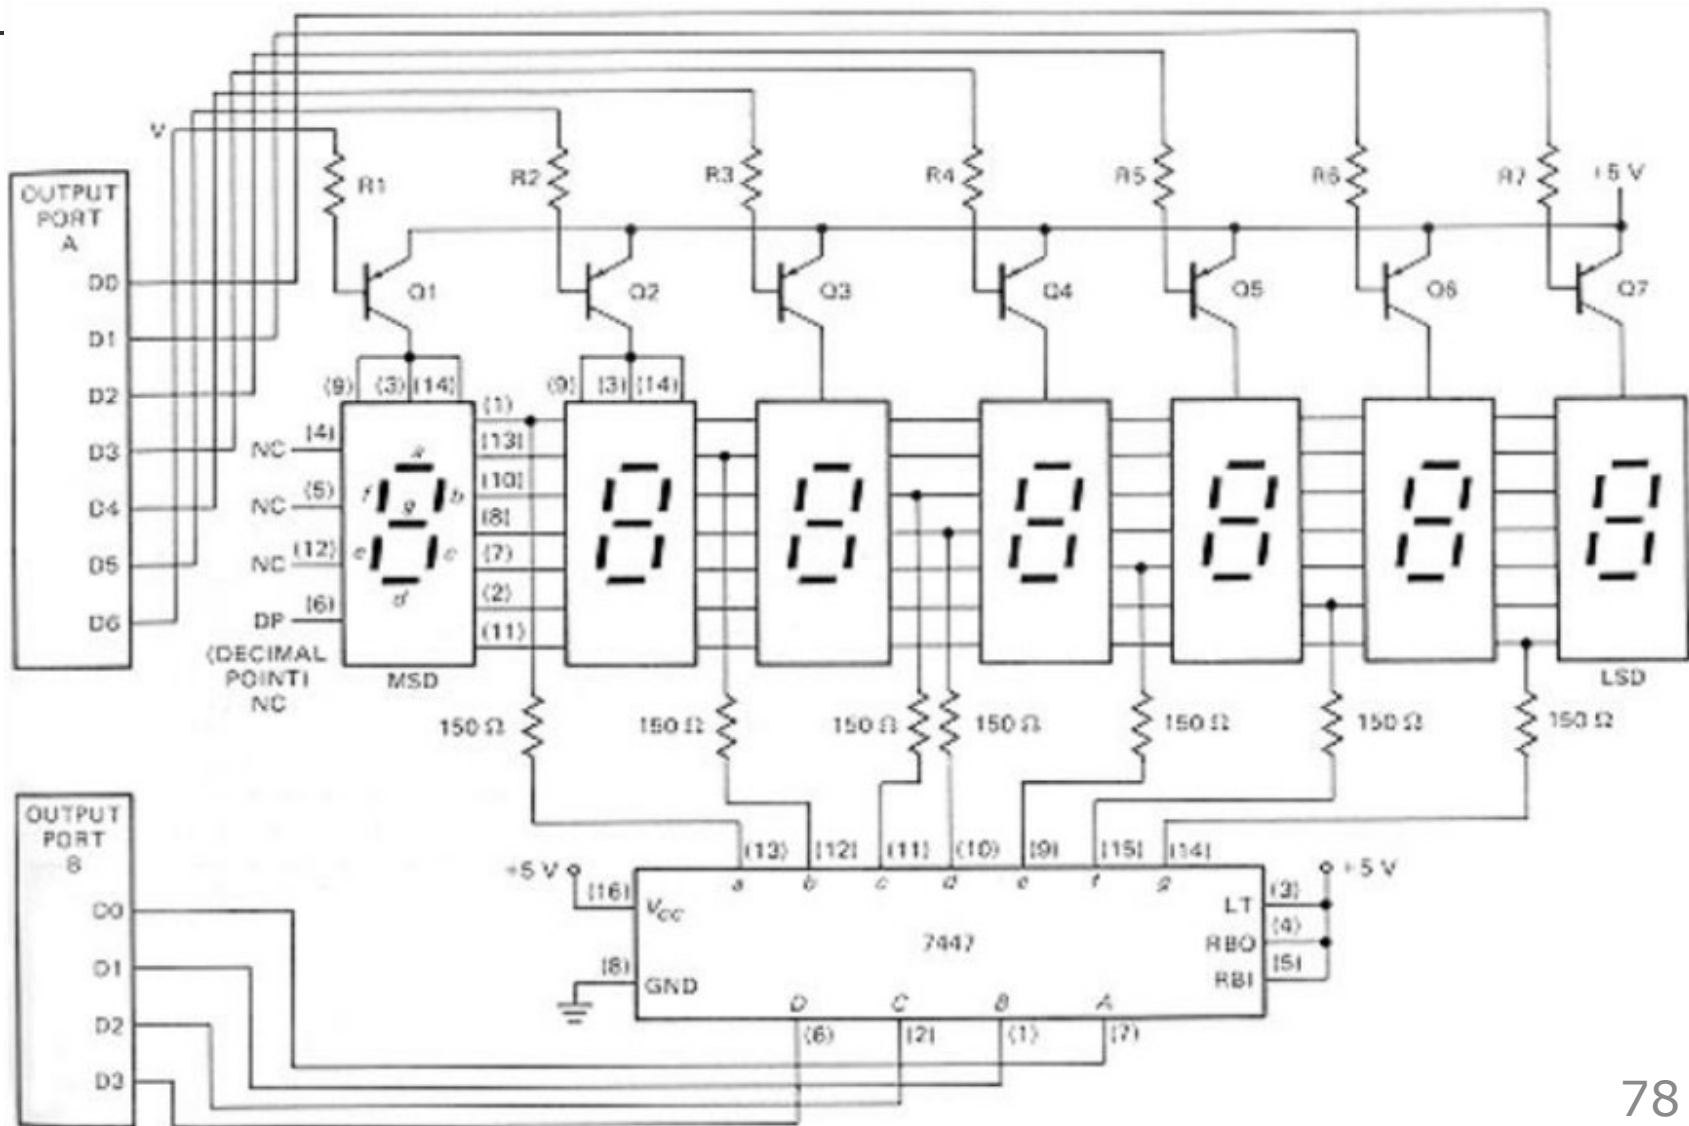 V
OUTPUT
PORT
A
D0
D1
D2
D3
D4
D5
D6
R1
R2
R3
R4
R5
R6
R7
+5 V
Q1
Q2
Q3
Q4
Q5
Q6
Q7
(9) (3) (14)
(9) (3) (14)
NC (4)
NC (5)
NC (12)
DP (6)
(DECIMAL
POINT)
NC
a
f
g
b
e
c
d
(1)
(13)
(10)
(8)
(7)
(2)
(11)
MSD
LSD
150 Ω
150 Ω
150 Ω
150 Ω
150 Ω
150 Ω
150 Ω
OUTPUT
PORT
B
D0
D1
D2
D3
+5 V
(13) (12) (11) (10) (9) (15) (14)
a b c d e f g
+5 V
(16) VCC
7447
LT (3)
RBO (4)
RBI (5)
(8) GND
D C B A
(6) (2) (1) (7)
78